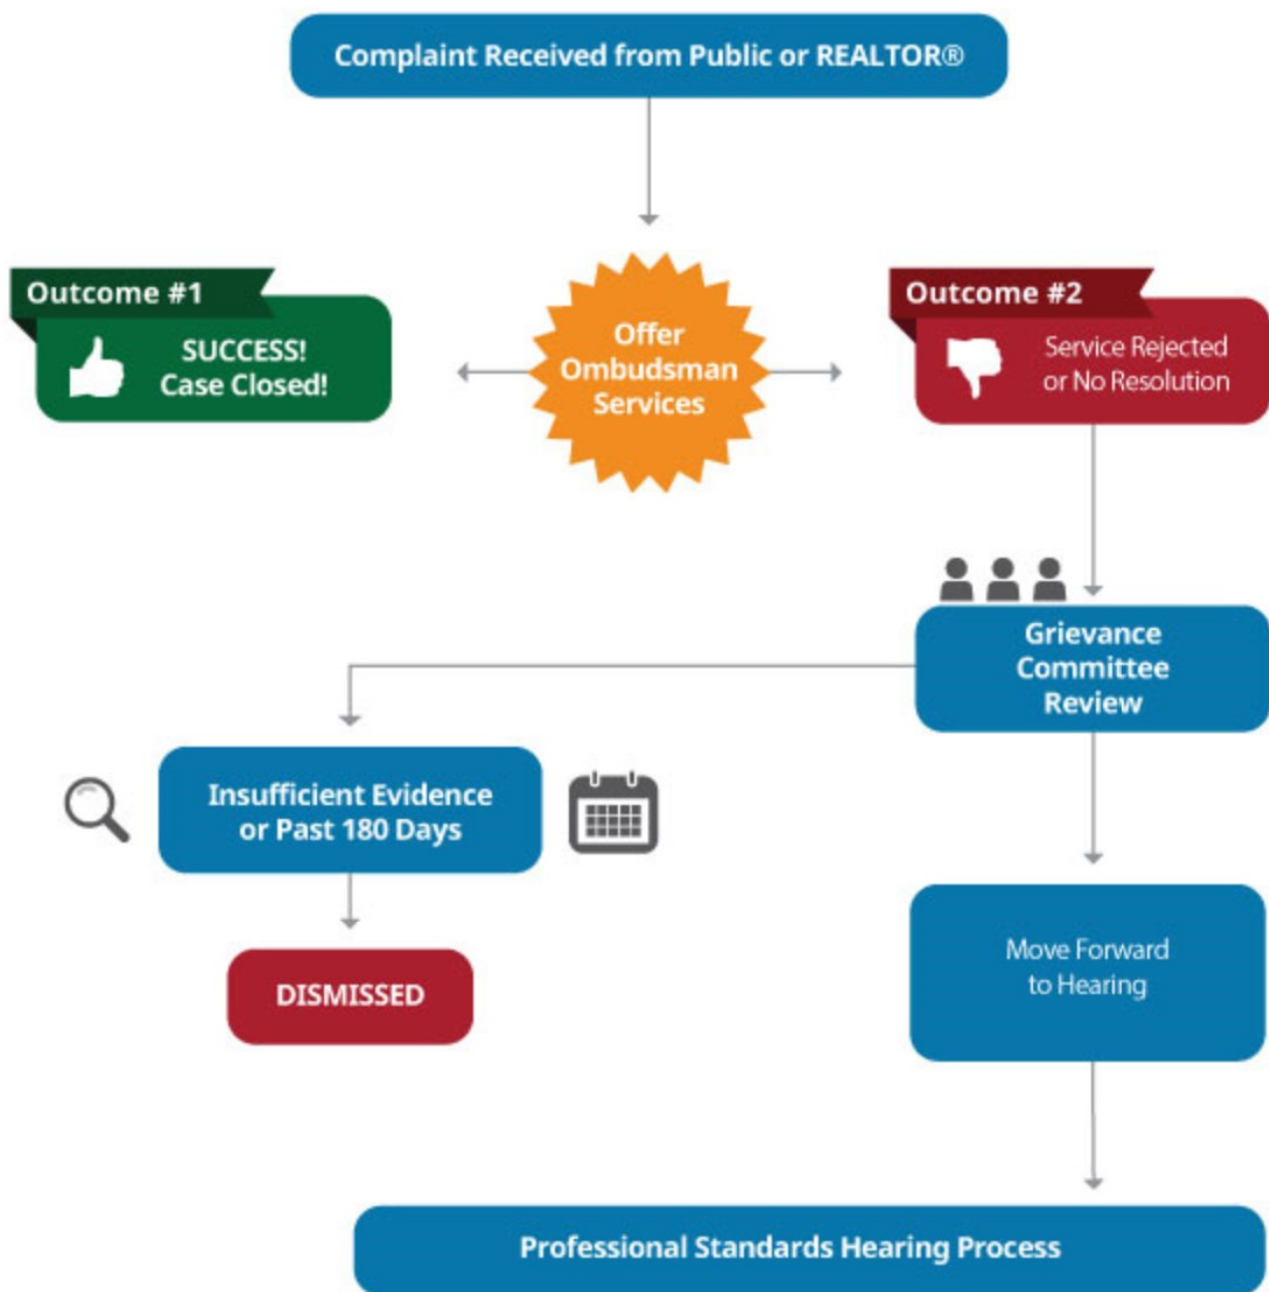 Complaint Received from Public or REALTOR®
Outcome #1
SUCCESS!
Case Closed!
Offer
Ombudsman
Services
Outcome #2
Service Rejected
or No Resolution
Grievance
Committee
Review
Insufficient Evidence
or Past 180 Days
DISMISSED
Move Forward
to Hearing
Professional Standards Hearing Process